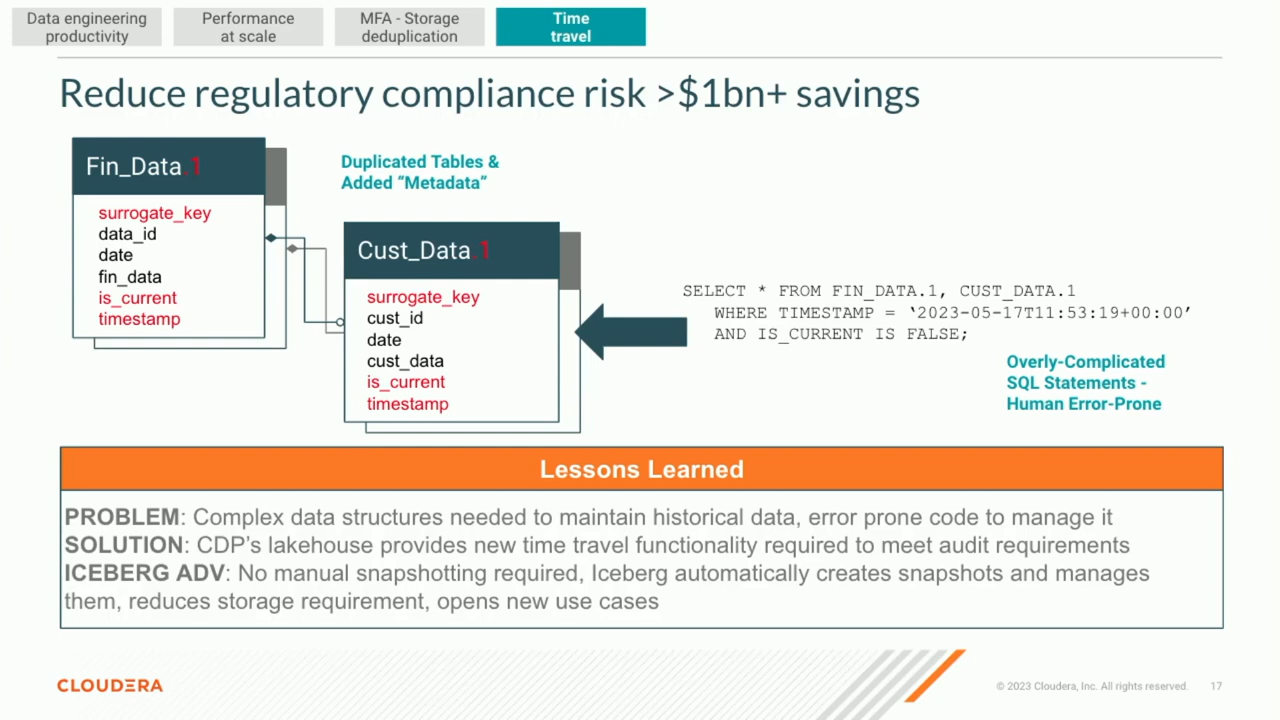 Data engineering
productivity
Performance
at scale
MFA - Storage
deduplication
Time
travel
Reduce regulatory compliance risk >$1bn+ savings
Fin_Data.1
surrogate_key
data_id
date
fin_data
is_current
timestamp
Duplicated Tables &
Added “Metadata”
Cust_Data.1
surrogate_key
cust_id
date
cust_data
is_current
timestamp
SELECT * FROM FIN_DATA.1, CUST_DATA.1
WHERE TIMESTAMP = ‘2023-05-17T11:53:19+00:00’
AND IS_CURRENT IS FALSE;
Overly-Complicated
SQL Statements -
Human Error-Prone
Lessons Learned
PROBLEM: Complex data structures needed to maintain historical data, error prone code to manage it
SOLUTION: CDP’s lakehouse provides new time travel functionality required to meet audit requirements
ICEBERG ADV: No manual snapshotting required, Iceberg automatically creates snapshots and manages
them, reduces storage requirement, opens new use cases
CLOUDERA
© 2023 Cloudera, Inc. All rights reserved. 17